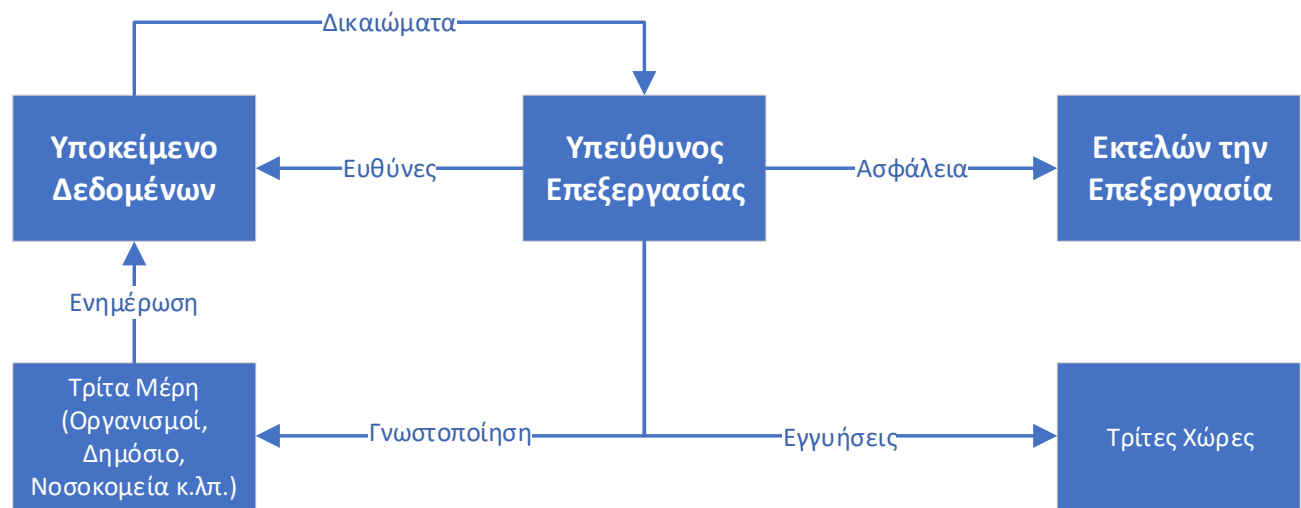 Δικαιώματα
Υποκείμενο
Δεδομένων
Ευθύνες
Υπεύθυνος
Επεξεργασίας
Ασφάλεια
Εκτελών την
Επεξεργασία
Ενημέρωση
Τρίτα Μέρη
(Οργανισμοί,
Δημόσιο,
Νοσοκομεία κ.λπ.)
Γνωστοποίηση
Εγγυήσεις
Τρίτες Χώρες